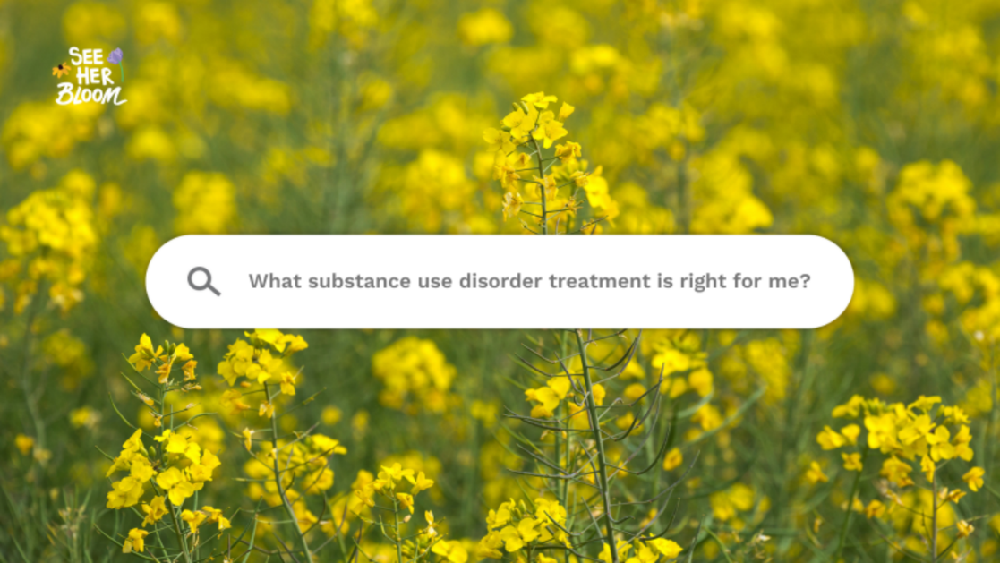 SEE
HER
BLOOM
What substance use disorder treatment is right for me?